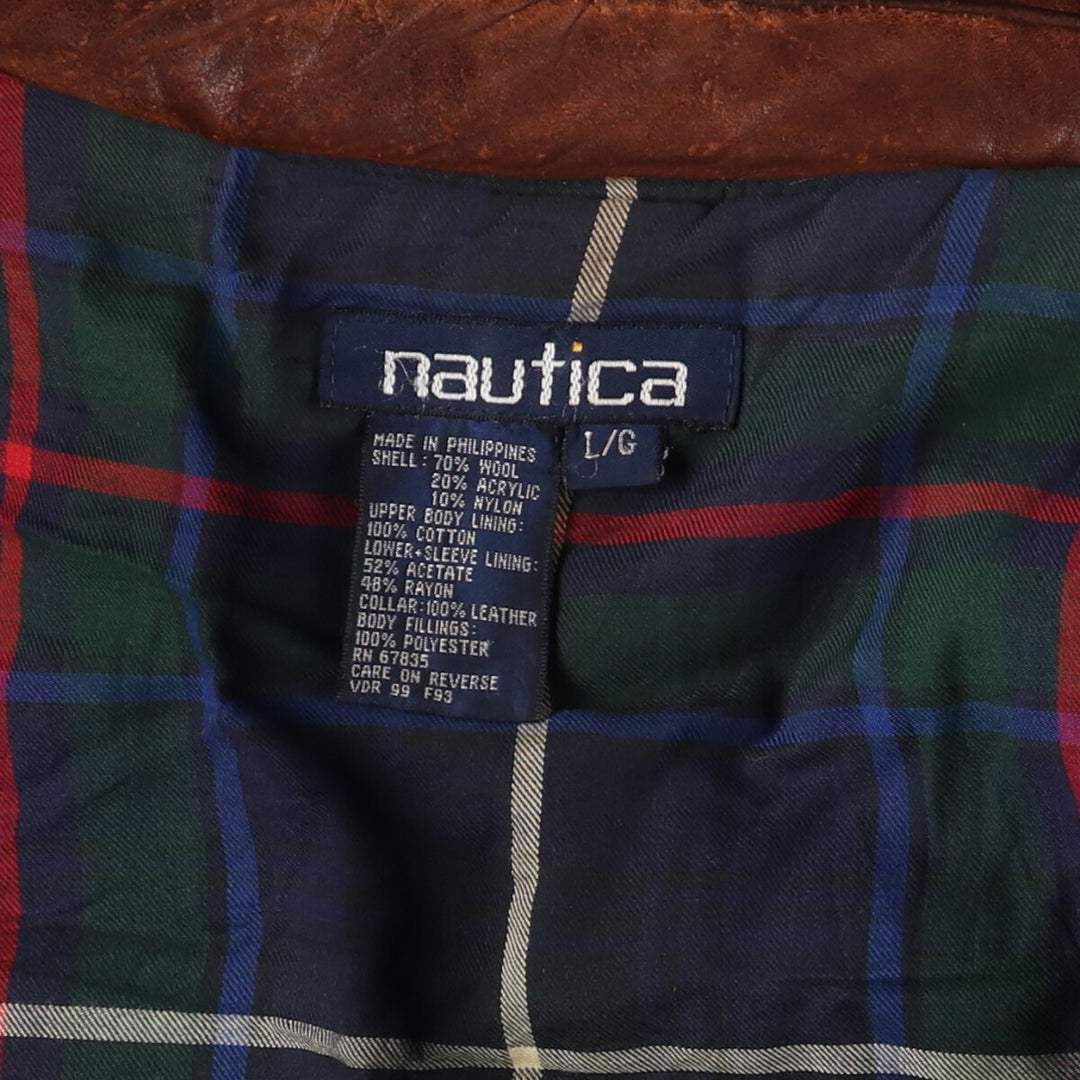 nautica
L/G
MADE IN PHILIPPINES
SHELL: 70% WOOL
20% ACRYLIC
10% NYLON
UPPER BODY LINING:
100% COTTON
LOWER+SLEEVE LINING:
52% ACETATE
48% RAYON
COLLAR:100% LEATHER
BODY FILLINGS:
100% POLYESTER
RN 67835
CARE ON REVERSE
VDR 99 F93